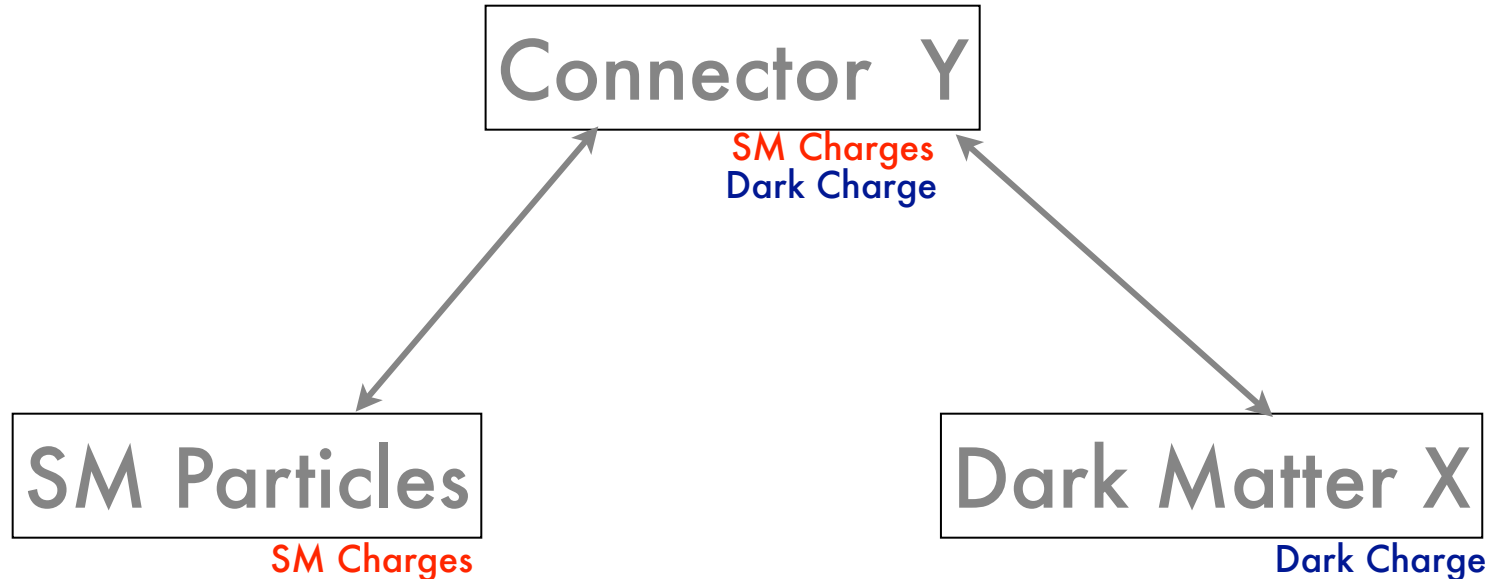 Connector Y
SM Charges
Dark Charge
SM Particles
Dark Matter X
SM Charges
Dark Charge